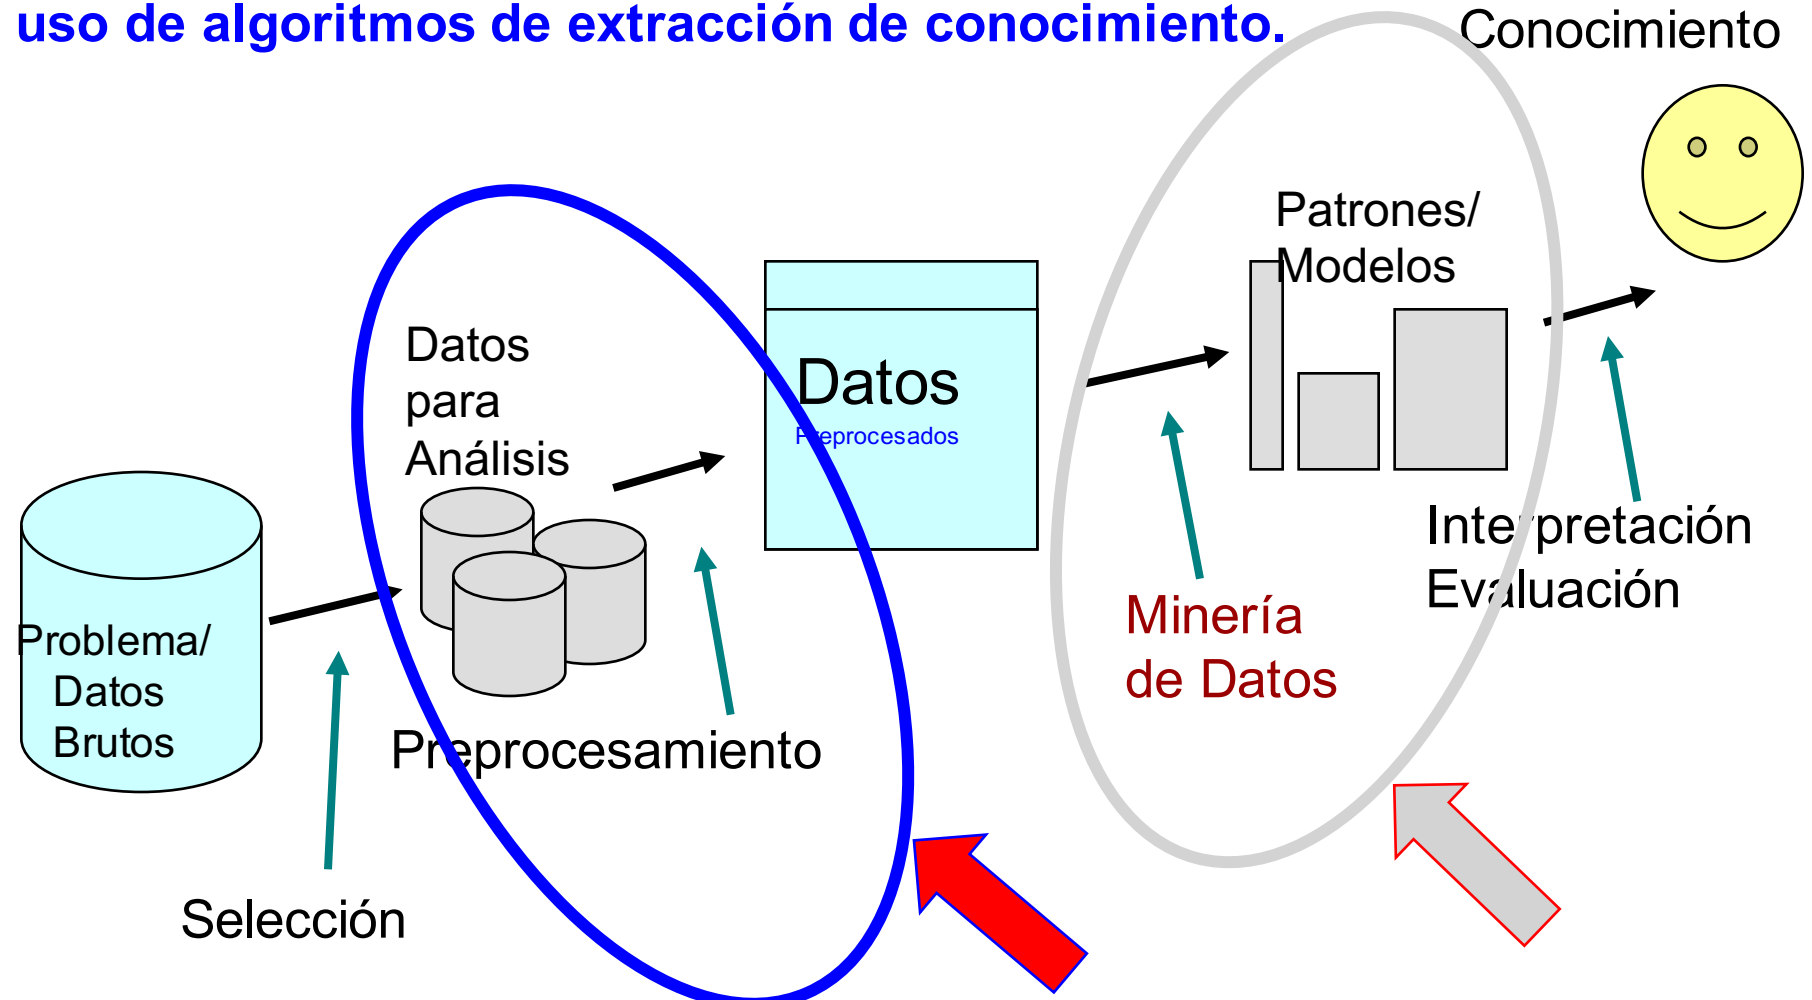 uso de algoritmos de extracción de conocimiento.
Conocimiento
Patrones/
Modelos
Datos
para
Análisis
Datos
Preprocesados
Problema/
Datos
Brutos
Interpretación
Evaluación
Minería
de Datos
Preprocesamiento
Selección